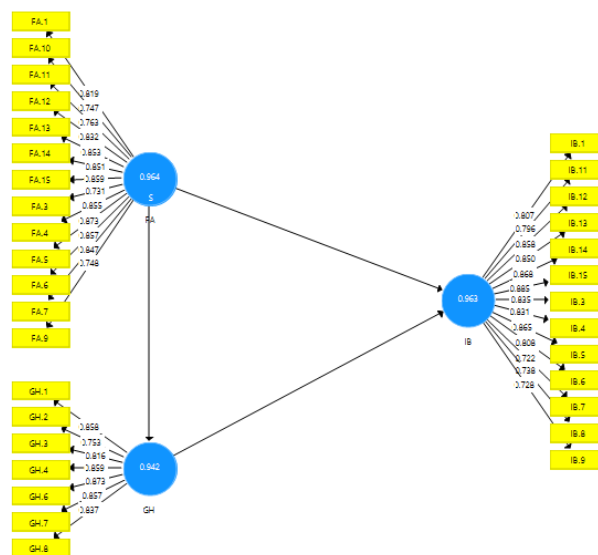 FA.1
FA.10
FA.11
FA.12
FA.13
FA.14
FA.15
FA.3
FA.4
FA.5
FA.6
FA.7
FA.9
0.819
0.747
0.763
0.832
0.853
0.851
0.859
0.731
0.855
0.873
0.857
0.847
0.748
0.964
S
FA
GH.1
GH.2
GH.3
GH.4
GH.6
GH.7
GH.8
0.858
0.753
0.816
0.859
0.873
0.857
0.837
0.942
GH
0.963
IB
0.807
0.796
0.858
0.850
0.868
0.885
0.835
0.831
0.865
0.808
0.722
0.738
0.728
IB.1
IB.11
IB.12
IB.13
IB.14
IB.15
IB.3
IB.4
IB.5
IB.6
IB.7
IB.8
IB.9